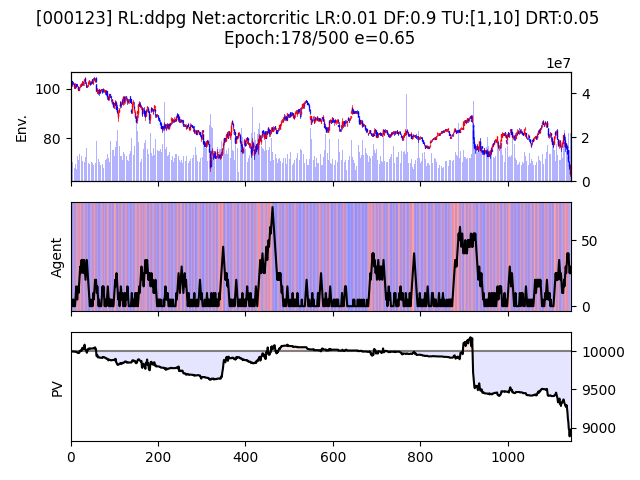 [000123] RL:ddpg Net:actorcritic LR:0.01 DF:0.9 TU:[1,10] DRT:0.05
Epoch:178/500 e=0.65
1e7
100
80
Env.
4
2
0
Agent
50
0
PV
10000
9500
9000
0
200
400
600
800
1000